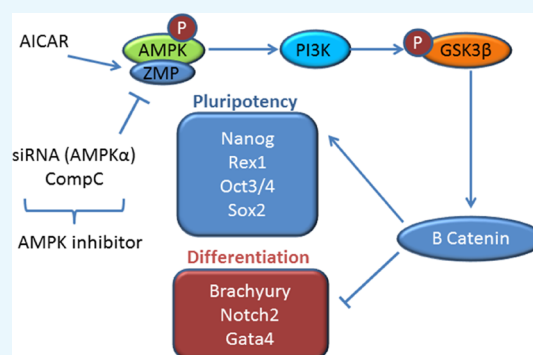 AICAR
P
AMPK
ZMP
PI3K
P
GSK3β
siRNA (AMPKα)
CompC
AMPK inhibitor
Pluripotency
Nanog
Rex1
Oct3/4
Sox2
B Catenin
Differentiation
Brachyury
Notch2
Gata4